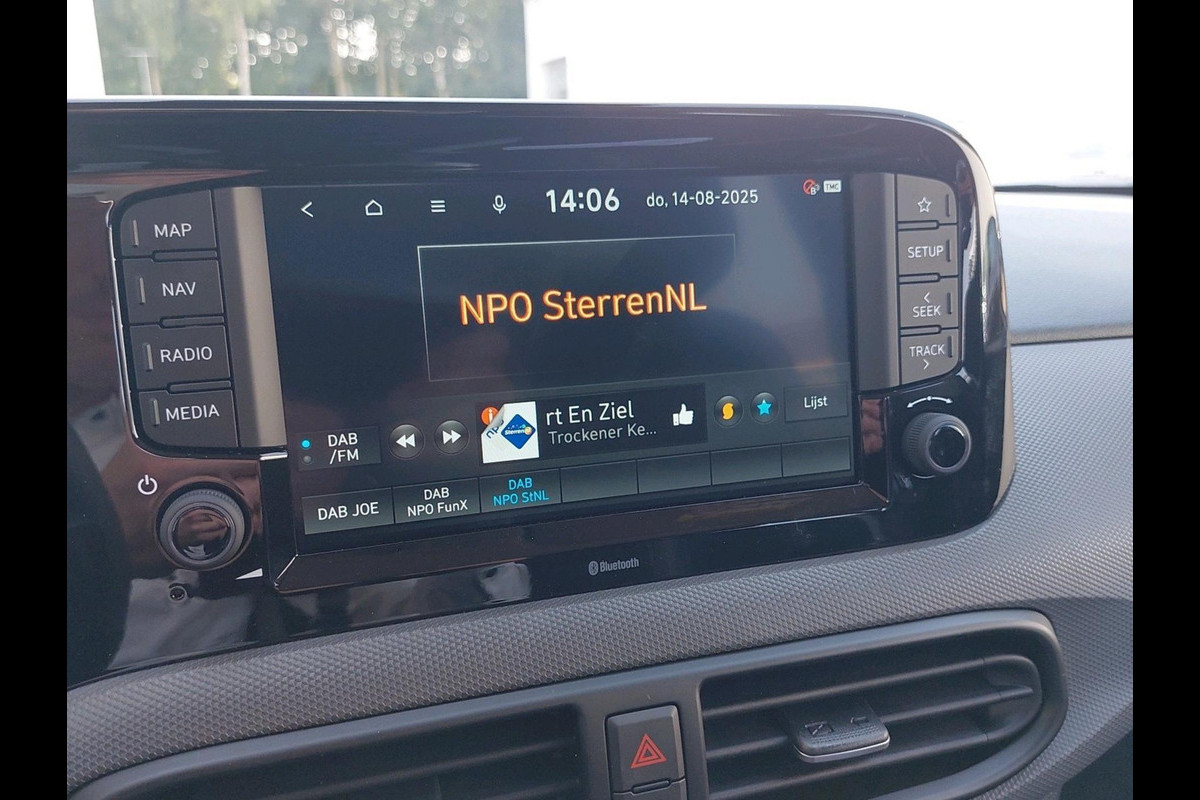 14:06
do, 14-08-2025
TMC
MAP
NAV
RADIO
MEDIA
SETUP
< SEEK
TRACK >
NPO SterrenNL
DAB
/FM
rt En Ziel
Trockener Ke...
Lijst
DAB JOE
DAB
NPO FunX
DAB
NPO StNL
Bluetooth